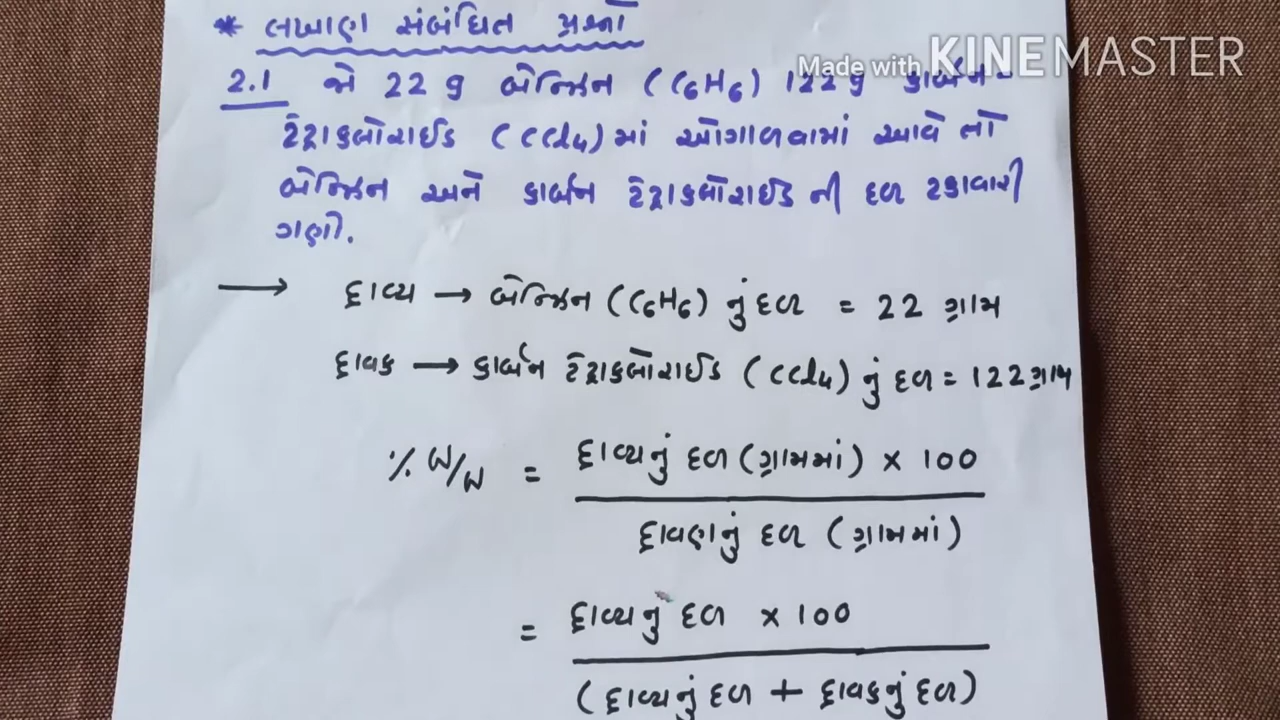 * લખાણ સંબંધિત પ્રશ્નો
Made with KINEMASTER
2.1 જો 22 g બેન્ઝિન (C6H6) 122 g કાર્બન-
ટેટ્રાક્લોરાઈડ (CCl4) માં ઓગાળવામાં આવે તો
બેન્ઝિન અને કાર્બન ટેટ્રાક્લોરાઈડ ની દળ ટકાવારી
ગણો.
→ દ્રાવ્ય → બેન્ઝિન (C6H6) નું દળ = 22 ગ્રામ
દ્રાવક → કાર્બન ટેટ્રાક્લોરાઈડ (CCl4) નું દળ = 122 ગ્રામ
% W/W = દ્રાવ્યનું દળ (ગ્રામમાં) × 100
દ્રાવણનું દળ (ગ્રામમાં)
= દ્રાવ્યનું દળ × 100
(દ્રાવ્યનું દળ + દ્રાવકનું દળ)